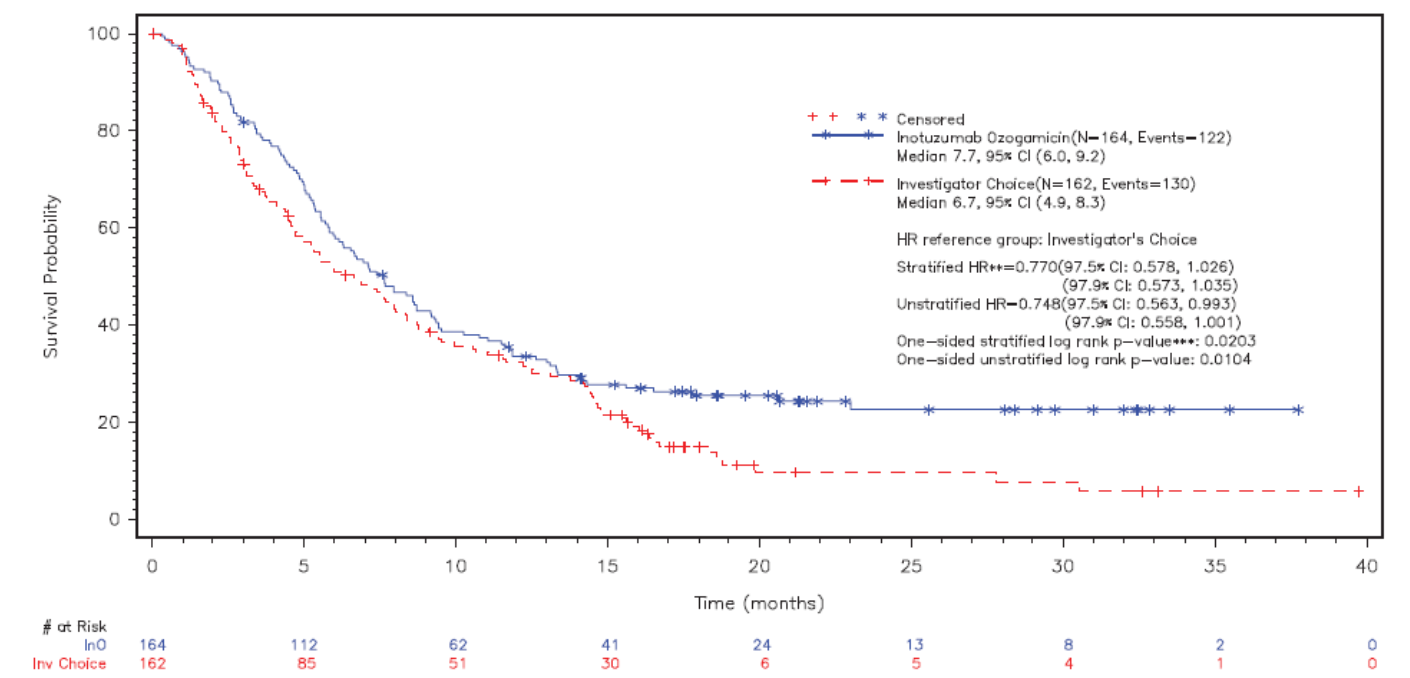 100
80
60
40
20
0
Survival Probability
+ + * * Censored
Inotuzumab Ozogamicin(N=164, Events=122)
Median 7.7, 95% CI (6.0, 9.2)
Investigator Choice(N=162, Events=130)
Median 6.7, 95% CI (4.9, 8.3)
HR reference group: Investigator's Choice
Stratified HR**=0.770(97.5% CI: 0.578, 1.026)
(97.9% CI: 0.573, 1.035)
Unstratified HR=0.748(97.5% CI: 0.563, 0.993)
(97.9% CI: 0.558, 1.001)
One-sided stratified log rank p-value***: 0.0203
One-sided unstratified log rank p-value: 0.0104
0 5 10 15 20 25 30 35 40
Time (months)
# at Risk
InO 164 112 62 41 24 13 8 2 0
Inv Choice 162 85 51 30 6 5 4 1 0